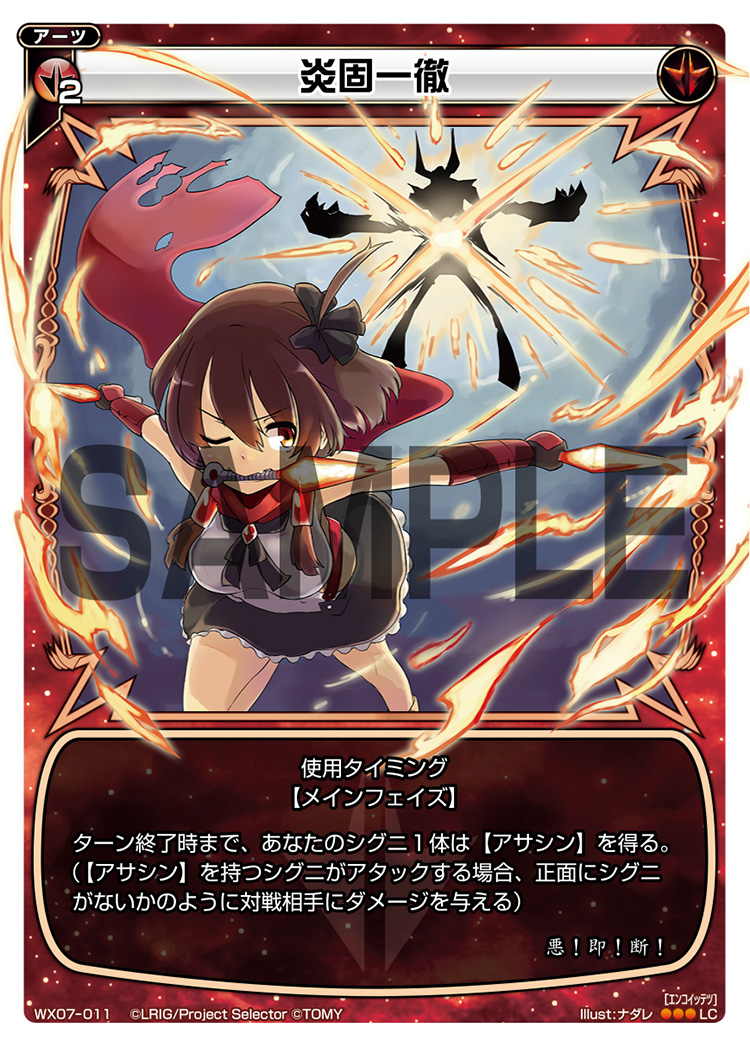 アーツ
2
炎固一徹
SAMPLE
使用タイミング
【メインフェイズ】
ターン終了時まで、あなたのシグニ1体は【アサシン】を得る。
(【アサシン】を持つシグニがアタックする場合、正面にシグニ
がないかのように対戦相手にダメージを与える)
悪!即!断!
[エンコイッテツ]
WX07-011 ©LRIG/Project Selector ©TOMY Illust:ナダレ LC